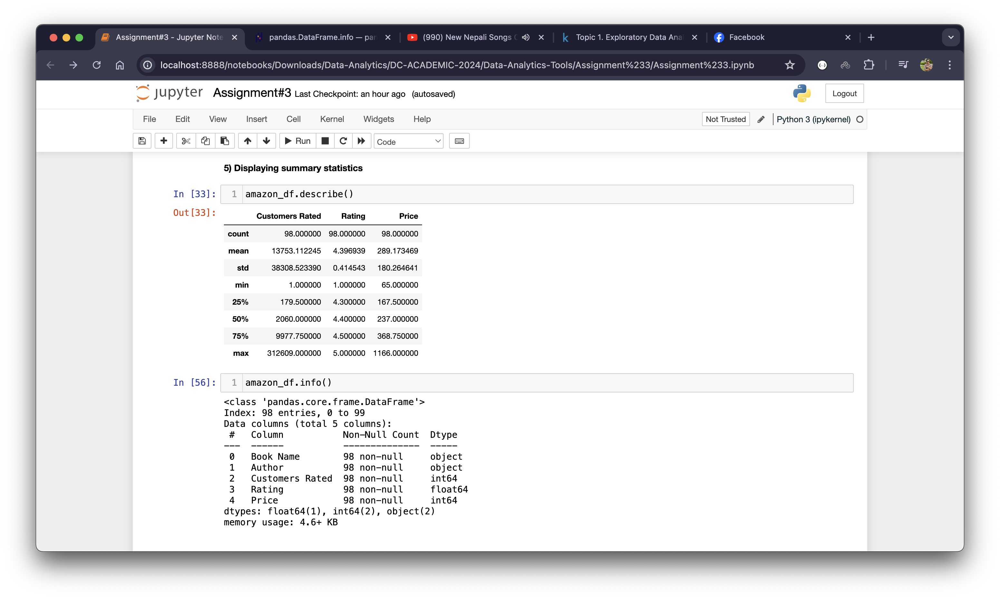 Assignment#3 - Jupyter Note
pandas.DataFrame.info — pan
(990) New Nepali Songs
Topic 1. Exploratory Data Anal
Facebook
localhost:8888/notebooks/Downloads/Data-Analytics/DC-ACADEMIC-2024/Data-Analytics-Tools/Assignment%233/Assignment%233.ipynb
jupyter Assignment#3 Last Checkpoint: an hour ago (autosaved)
Logout
File Edit View Insert Cell Kernel Widgets Help
Not Trusted
Python 3 (ipykernel)
Run
Code
5) Displaying summary statistics
In [33]: 1 amazon_df.describe()
Out[33]:
Customers Rated Rating Price
count 98.000000 98.000000 98.000000
mean 13753.112245 4.396939 289.173469
std 38308.523390 0.414543 180.264641
min 1.000000 1.000000 65.000000
25% 179.500000 4.300000 167.500000
50% 2060.000000 4.400000 237.000000
75% 9977.750000 4.500000 368.750000
max 312609.000000 5.000000 1166.000000
In [56]: 1 amazon_df.info()
<class 'pandas.core.frame.DataFrame'>
Index: 98 entries, 0 to 99
Data columns (total 5 columns):
# Column Non-Null Count Dtype
--- ------ -------------- -----
0 Book Name 98 non-null object
1 Author 98 non-null object
2 Customers Rated 98 non-null int64
3 Rating 98 non-null float64
4 Price 98 non-null int64
dtypes: float64(1), int64(2), object(2)
memory usage: 4.6+ KB